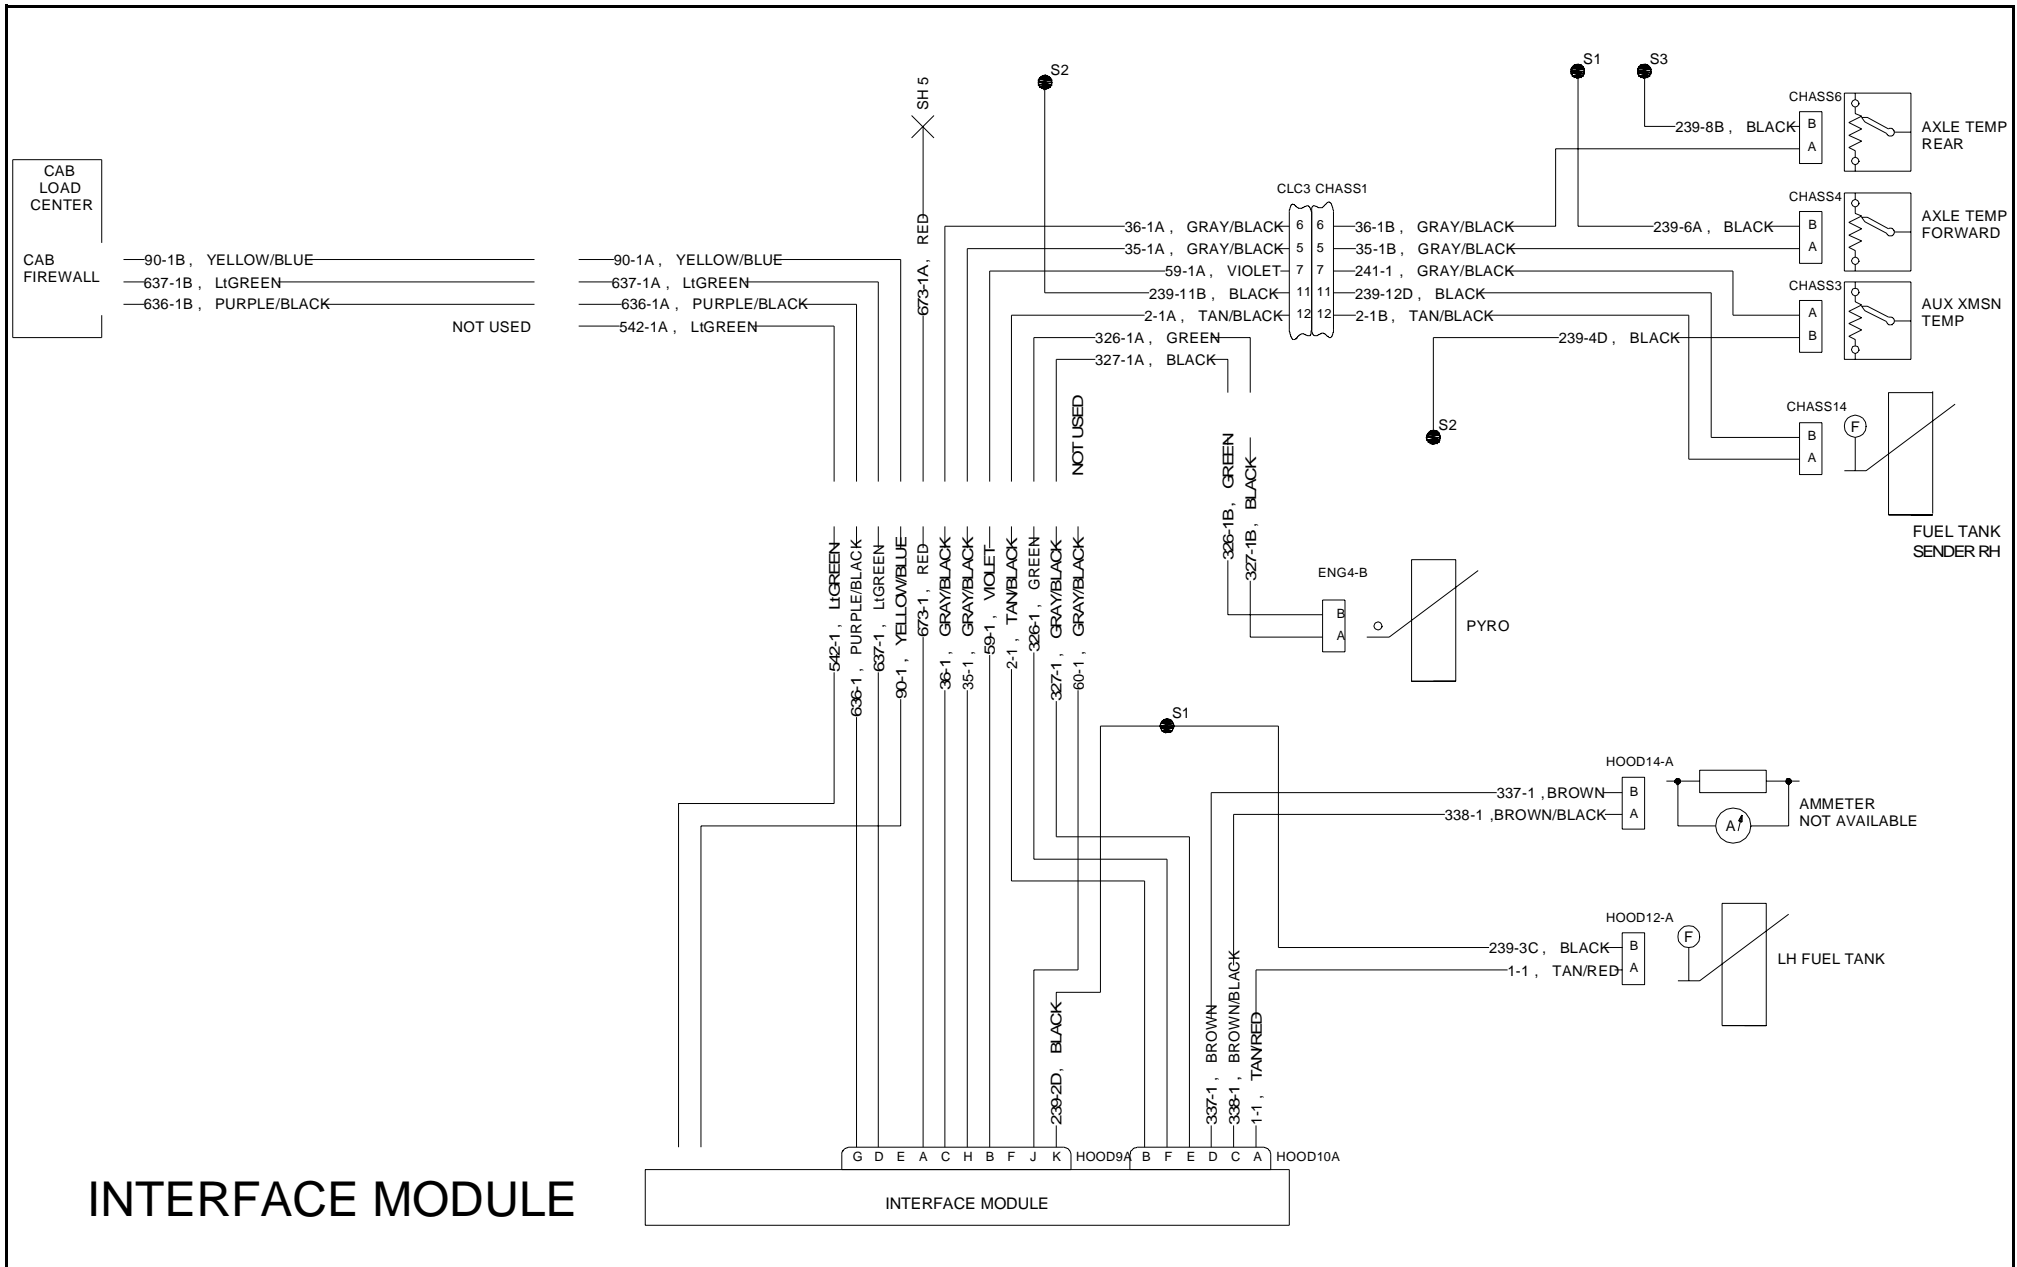 SH 5
S2
S1
S3
CHASS6
239-8B, BLACK
B
A
AXLE TEMP
REAR
CAB
LOAD
CENTER
CAB
FIREWALL
90-1B, YELLOW/BLUE
637-1B, LtGREEN
636-1B, PURPLE/BLACK
NOT USED
90-1A, YELLOW/BLUE
637-1A, LtGREEN
636-1A, PURPLE/BLACK
542-1A, LtGREEN
673-1A, RED
CLC3 CHASS1
36-1A, GRAY/BLACK 6 6 36-1B, GRAY/BLACK
35-1A, GRAY/BLACK 5 5 35-1B, GRAY/BLACK
59-1A, VIOLET 7 7 241-1, GRAY/BLACK
239-11B, BLACK 11 11 239-12D, BLACK
2-1A, TAN/BLACK 12 12 2-1B, TAN/BLACK
326-1A, GREEN
327-1A, BLACK
CHASS4
239-6A, BLACK
B
A
AXLE TEMP
FORWARD
CHASS3
A
B
AUX XMSN
TEMP
239-4D, BLACK
S2
CHASS14
B
A
F
FUEL TANK
SENDER RH
NOT USED
326-1B, GREEN
327-1B, BLACK
542-1, LtGREEN
636-1, PURPLE/BLACK
637-1, LtGREEN
90-1, YELLOW/BLUE
673-1, RED
36-1, GRAY/BLACK
35-1, GRAY/BLACK
59-1, VIOLET
2-1, TAN/BLACK
326-1, GREEN
327-1, GRAY/BLACK
60-1, GRAY/BLACK
ENG4-B
B
A
PYRO
S1
HOOD14-A
337-1 ,BROWN B
338-1 ,BROWN/BLACK A
A
AMMETER
NOT AVAILABLE
HOOD12-A
239-3C, BLACK B
1-1, TAN/RED A
F
LH FUEL TANK
239-2D, BLACK
337-1, BROWN
338-1, BROWN/BLACK
1-1, TAN/RED
G D E A C H B F J K HOOD9A B F E D C A HOOD10A
INTERFACE MODULE
INTERFACE MODULE